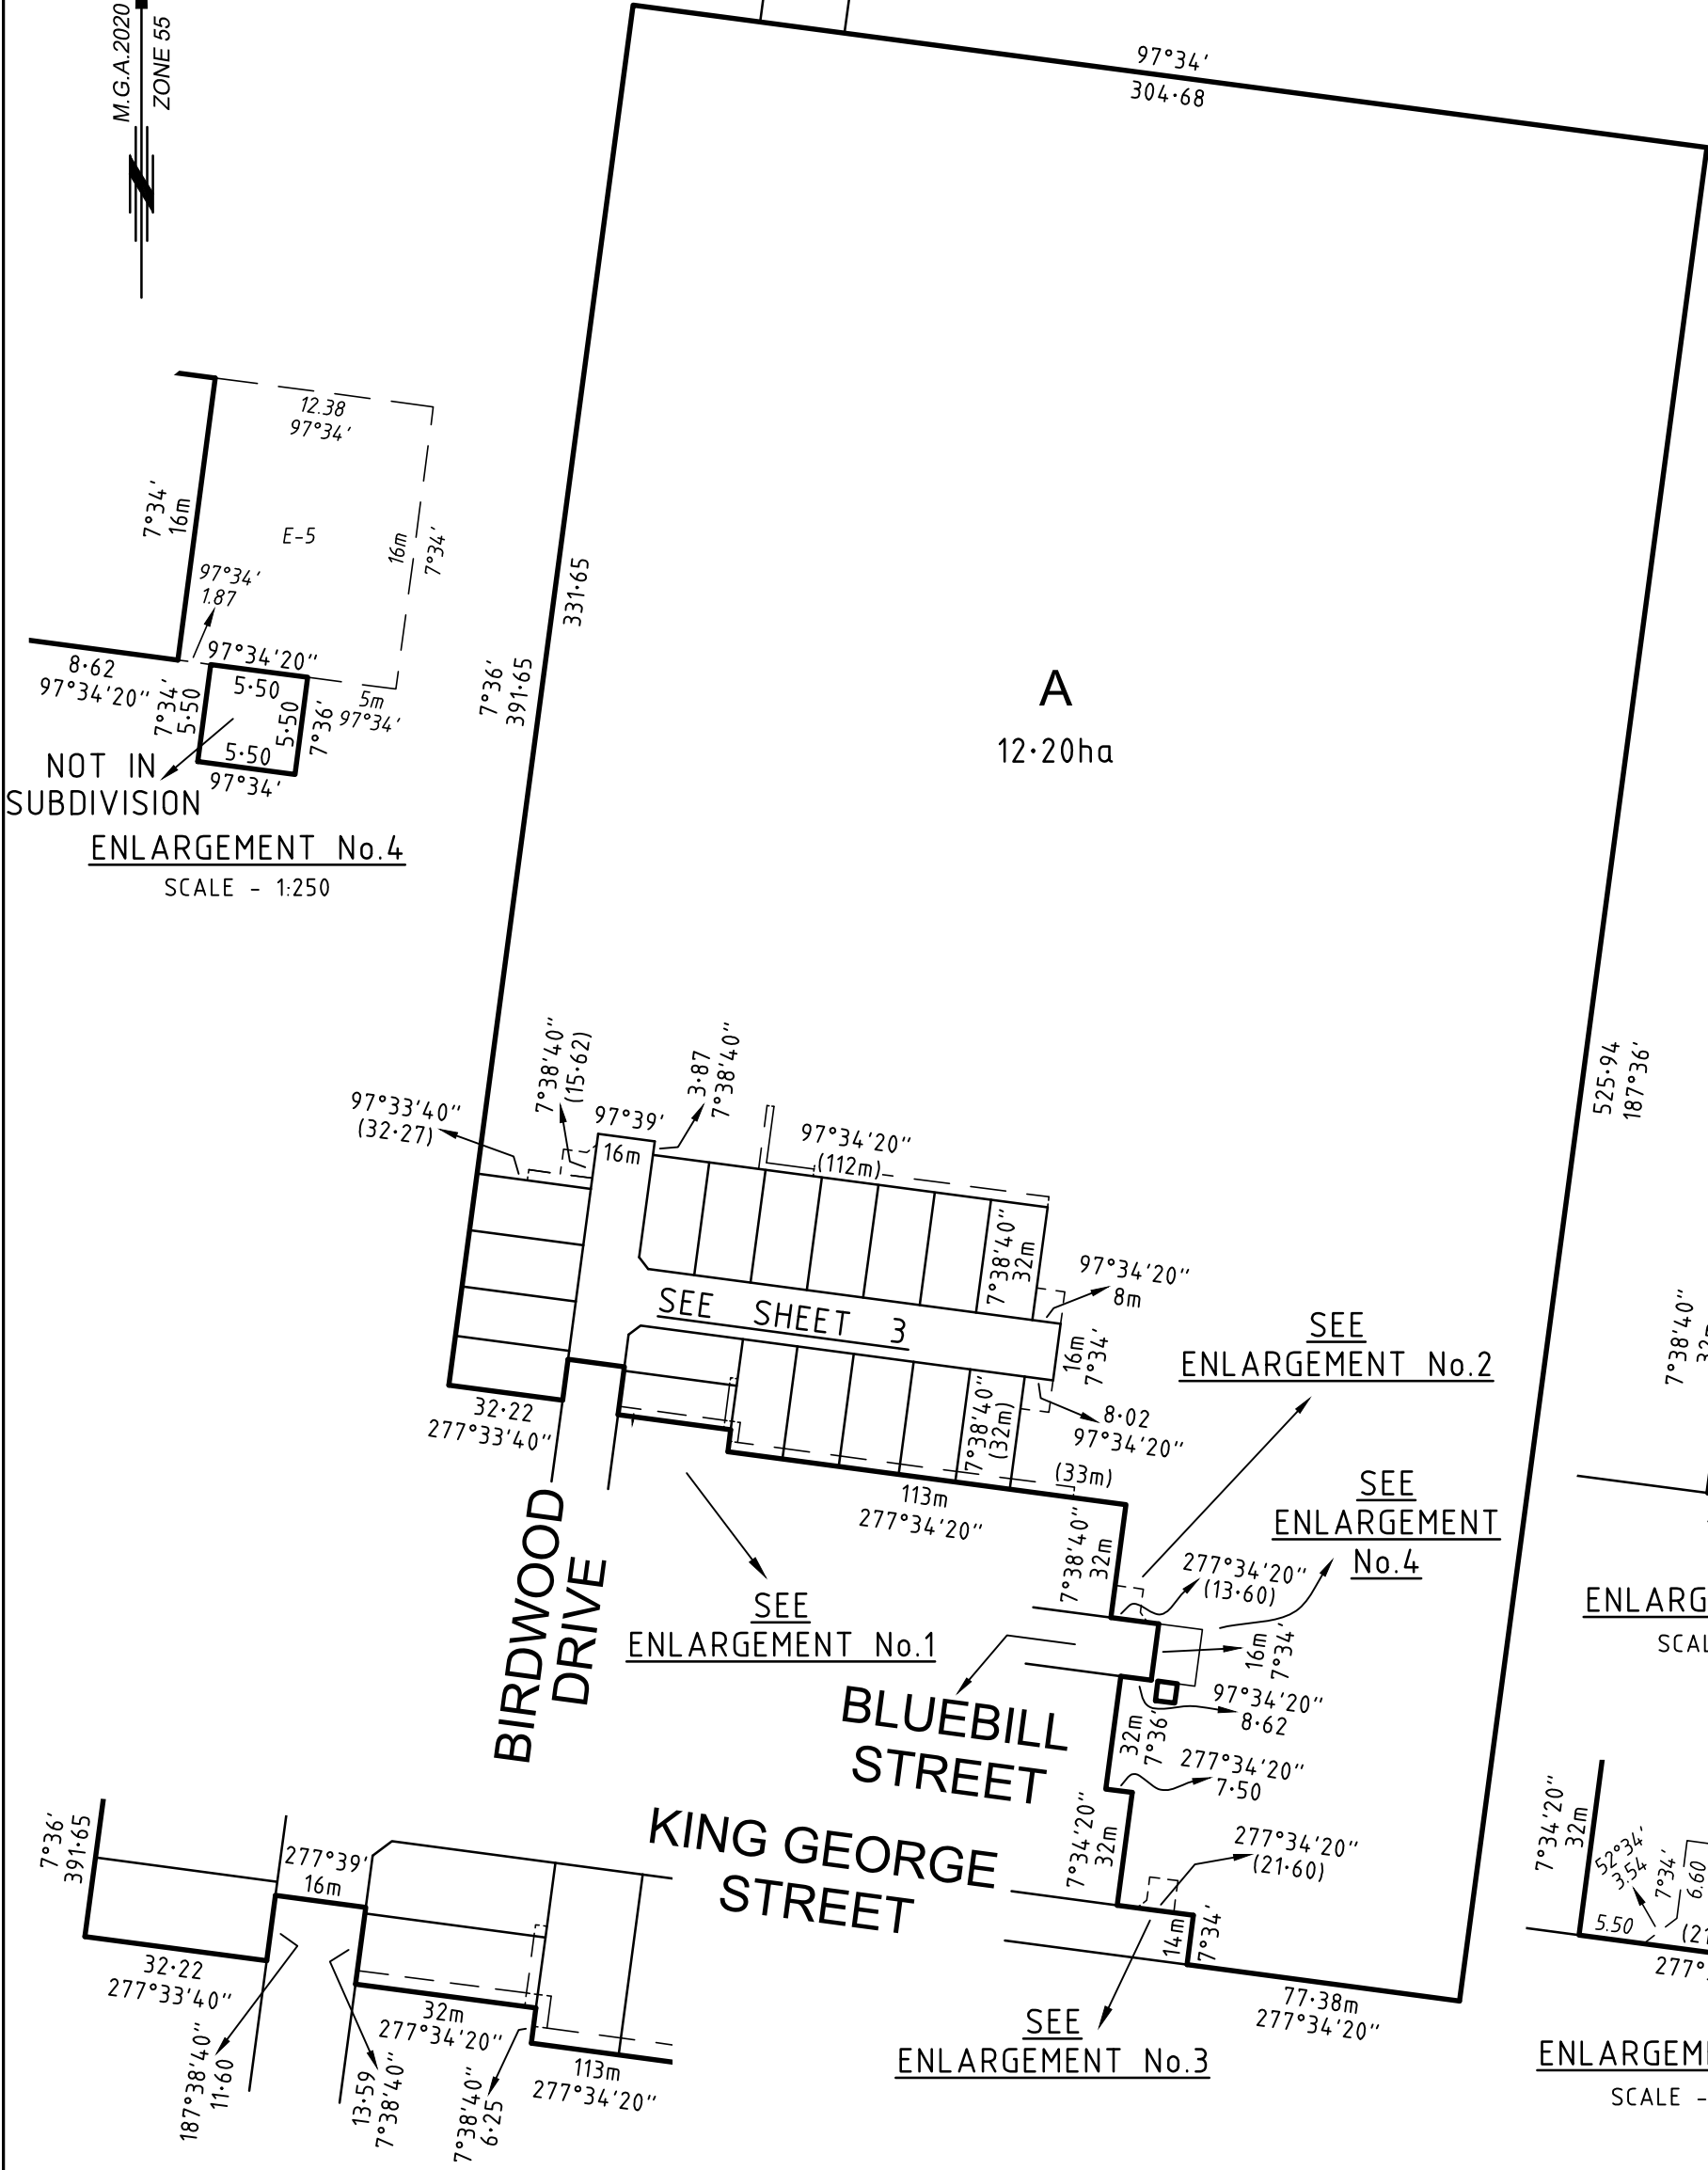 M.G.A.2020
ZONE 55
97°34'
304·68
12.38
97°34'
7°34'
16m
E-5
16m
7°34'
97°34'
1.87
97°34'20"
5·50
8·62
97°34'20"
7°34'
5·50
5·50
7°36'
5m
97°34'
5·50
97°34'
NOT IN
SUBDIVISION
ENLARGEMENT No.4
SCALE - 1:250
331·65
7°36'
391·65
A
12·20ha
525·94
187°36'
97°33'40"
(32·27)
7°38'40"
(15·62)
97°39'
16m
3·87
7°38'40"
97°34'20"
(112m)
7°38'40"
32m
97°34'20"
8m
SEE SHEET 3
16m
7°34'
7°38'40"
(32m)
8·02
97°34'20"
(33m)
32·22
277°33'40"
113m
277°34'20"
SEE
ENLARGEMENT No.2
7°38'40"
SEE
ENLARGEMENT
No.4
7°38'40"
32m
277°34'20"
(13·60)
SEE
ENLARGEMENT No.1
BIRDWOOD
DRIVE
16m
7°34'
BLUEBILL
STREET
97°34'20"
8·62
32m
7°36'
277°34'20"
7·50
KING GEORGE
STREET
7°34'20"
32m
277°34'20"
(21·60)
14m
7°34'
77·38m
277°34'20"
SEE
ENLARGEMENT No.3
7°36'
391·65
277°39'
16m
32·22
277°33'40"
187°38'40"
11·60
13·59
7°38'40"
32m
277°34'20"
7°38'40"
6·25
113m
277°34'20"
ENLARG
SCAL
7°34'20"
32m
52°34'
3.54
7°34'
6.60
5.50
(21
277°
ENLARGEM
SCALE -